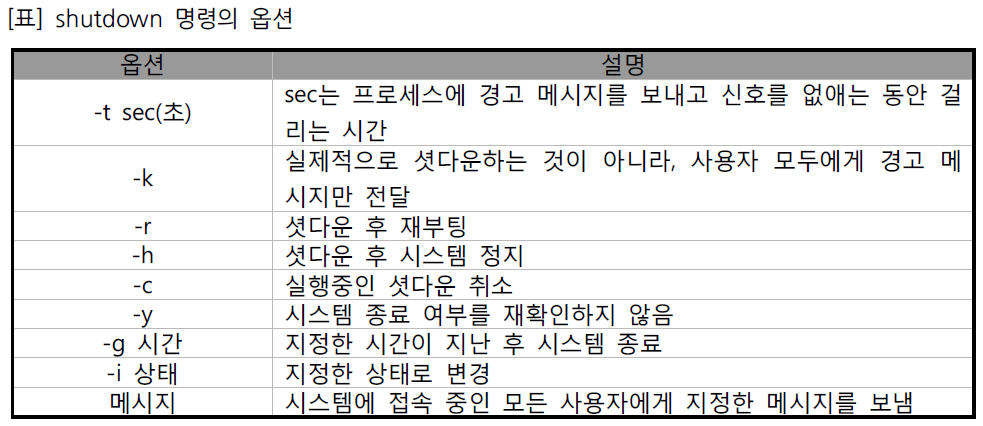 [표] shutdown 명령의 옵션
옵션 설명
-t sec(초) sec는 프로세스에 경고 메시지를 보내고 신호를 없애는 동안 걸
리는 시간
-k 실제적으로 셧다운하는 것이 아니라, 사용자 모두에게 경고 메
시지만 전달
-r 셧다운 후 재부팅
-h 셧다운 후 시스템 정지
-c 실행중인 셧다운 취소
-y 시스템 종료 여부를 재확인하지 않음
-g 시간 지정한 시간이 지난 후 시스템 종료
-i 상태 지정한 상태로 변경
메시지 시스템에 접속 중인 모든 사용자에게 지정한 메시지를 보냄